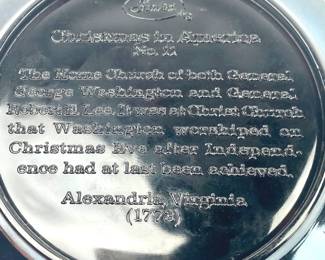 Christmas in America
No. 11
The Home Church of both General
George Washington and General
Robert E. Lee. It was at Christ Church
that Washington worshiped on
Christmas Eve after Independ-
ence had at last been achieved.
Alexandria, Virginia
(1773)